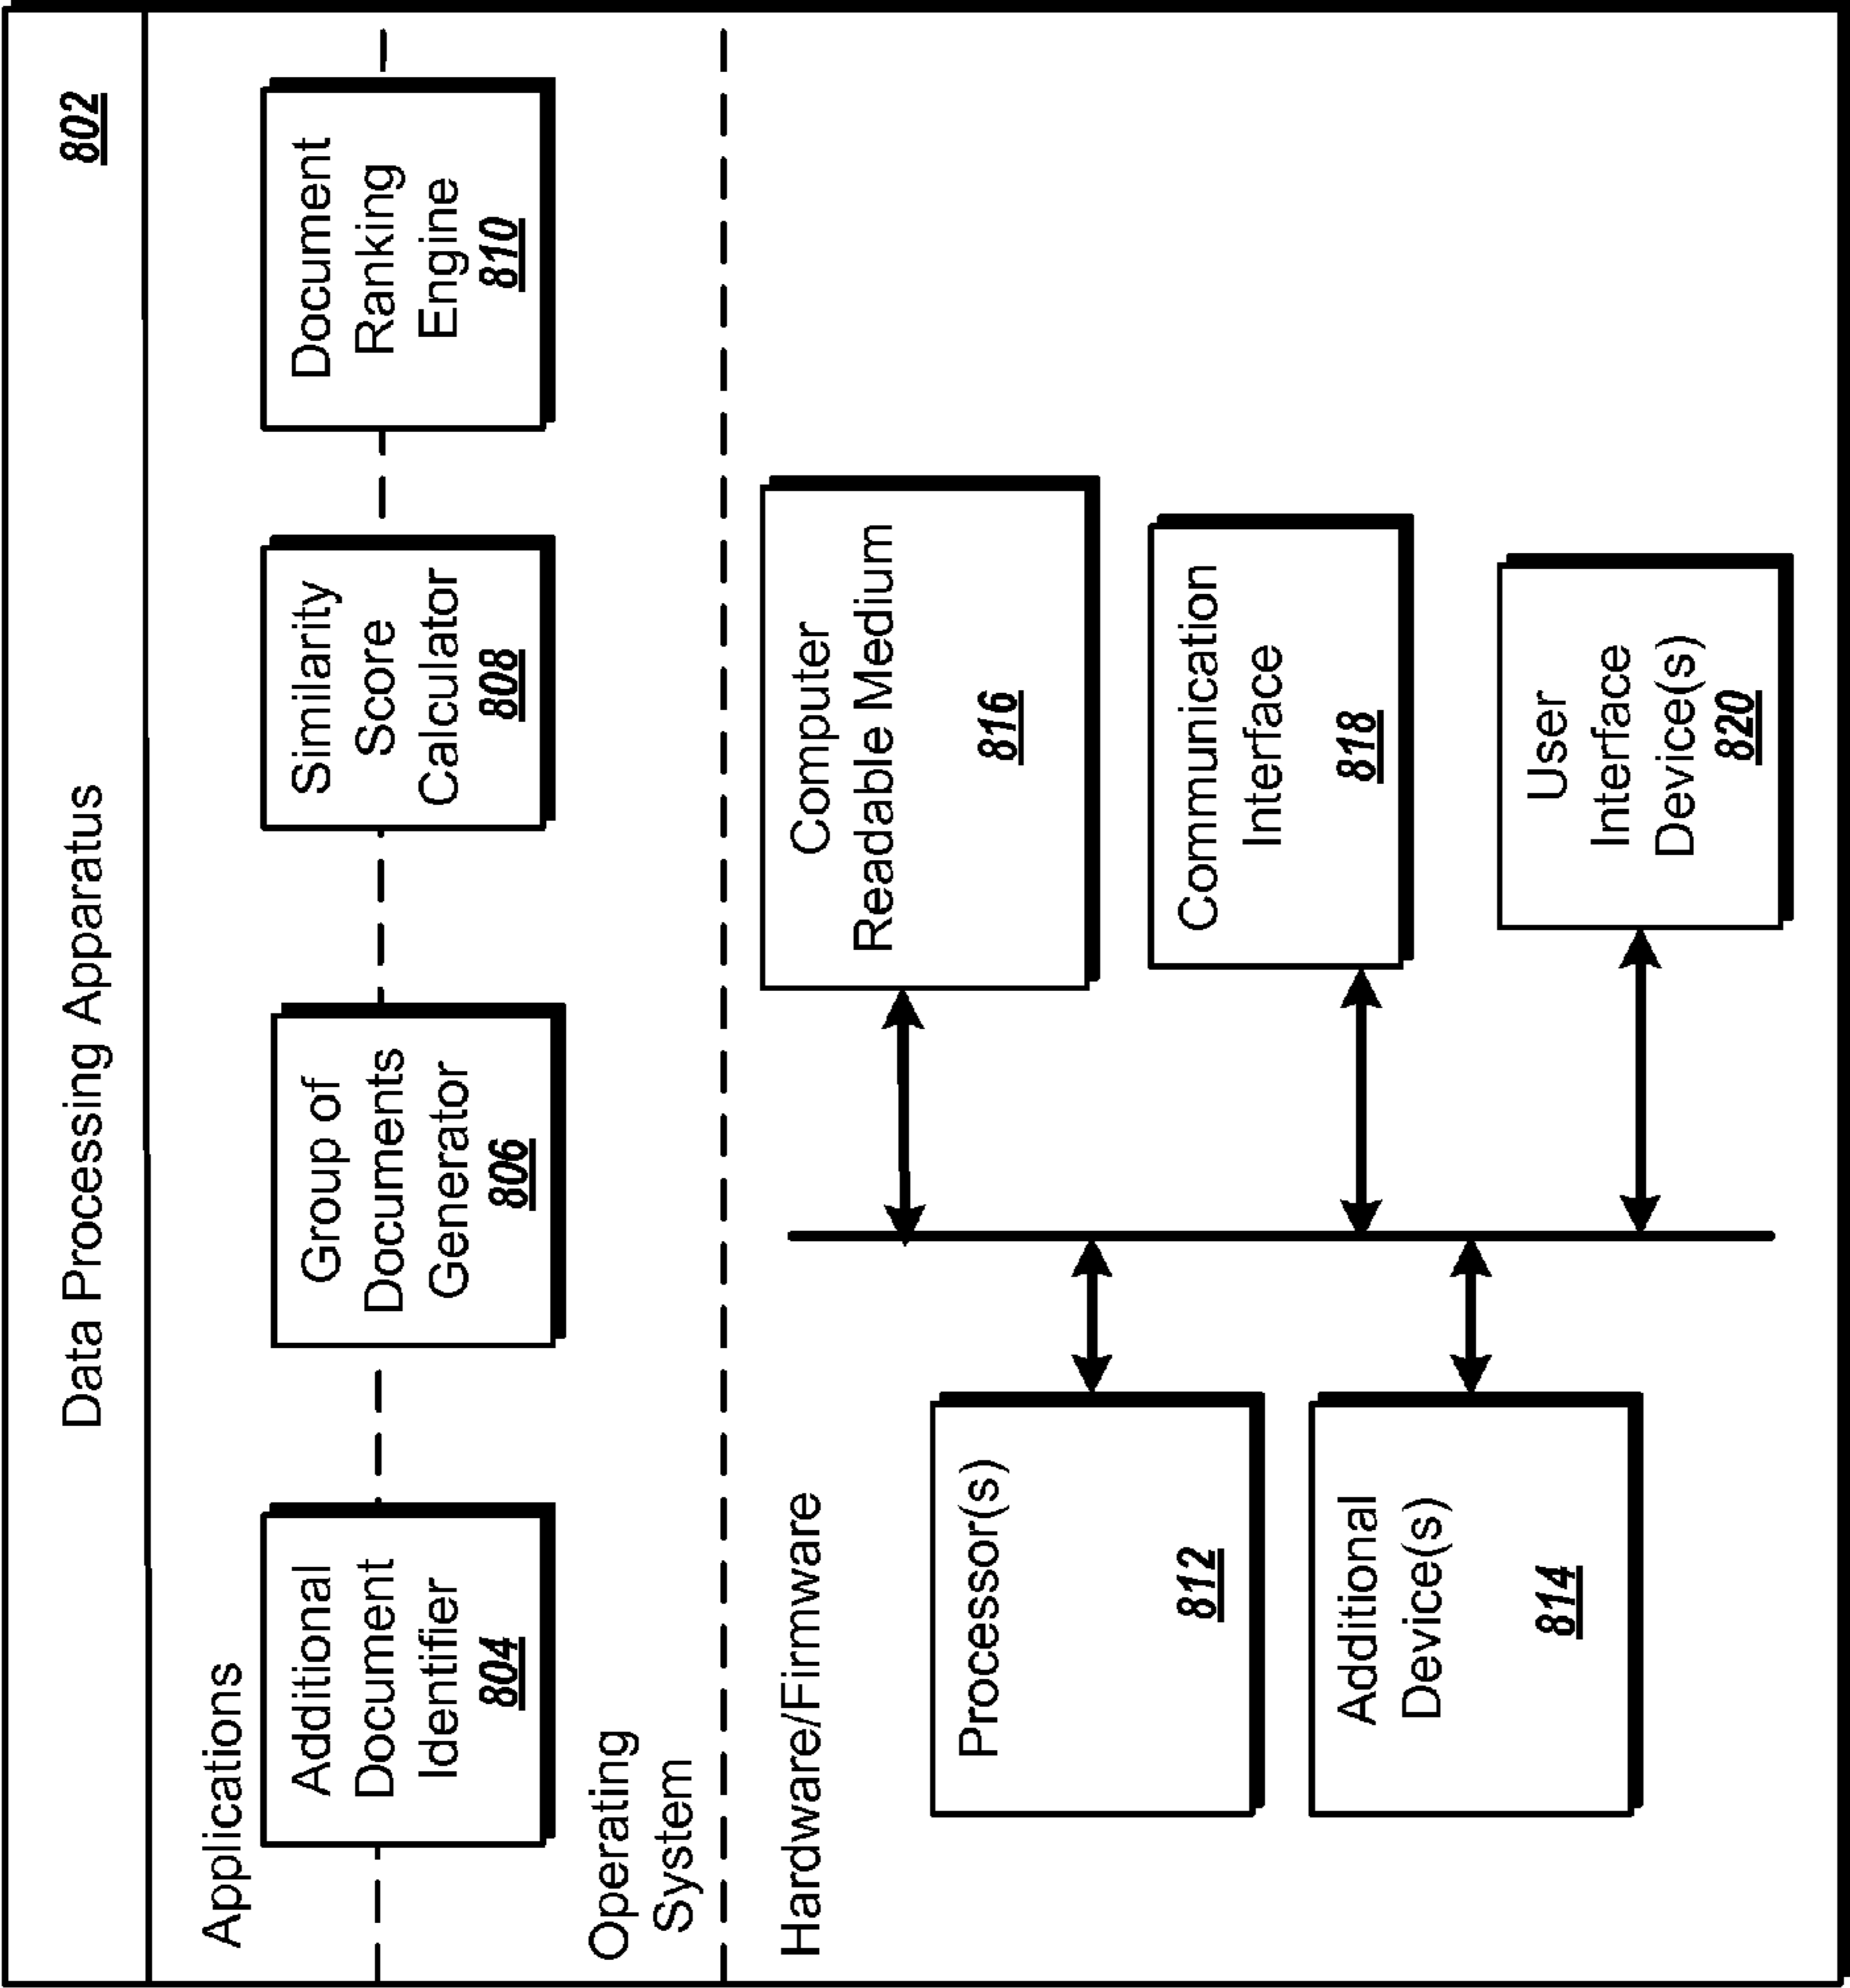 Data Processing Apparatus
802
Applications
Additional
Document
Identifier
804
Group of
Documents
Generator
806
Similarity
Score
Calculator
808
Document
Ranking
Engine
810
Operating
System
Hardware/Firmware
Processor(s)
812
Additional
Device(s)
814
Computer
Readable Medium
816
Communication
Interface
818
User
Interface
Device(s)
820